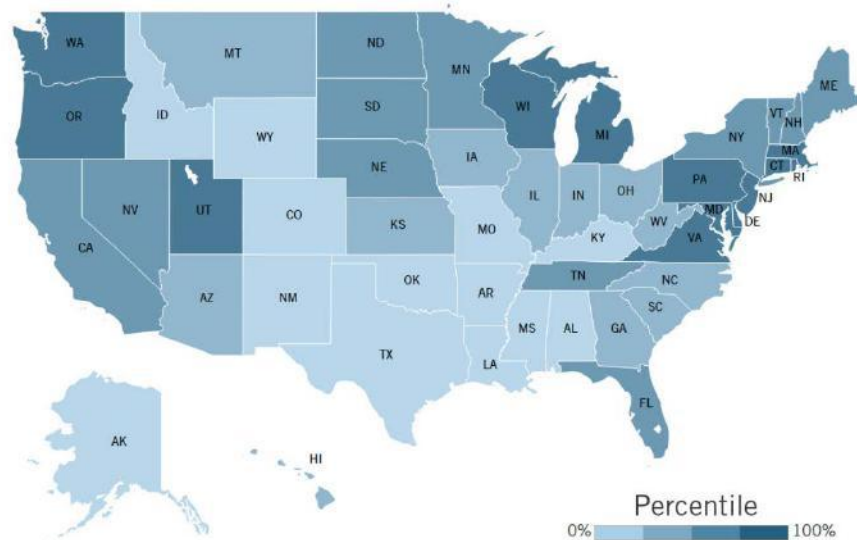 WA
MT
ND
MN
ME
OR
ID
SD
WI
VT
NH
WY
MI
NY
MA
CT
RI
IA
NE
PA
NJ
NV
UT
IL
IN
OH
MD
DE
CO
WV
CA
KS
MO
KY
VA
TN
NC
OK
AZ
NM
AR
SC
MS
AL
GA
TX
LA
FL
AK
HI
Percentile
0% 100%